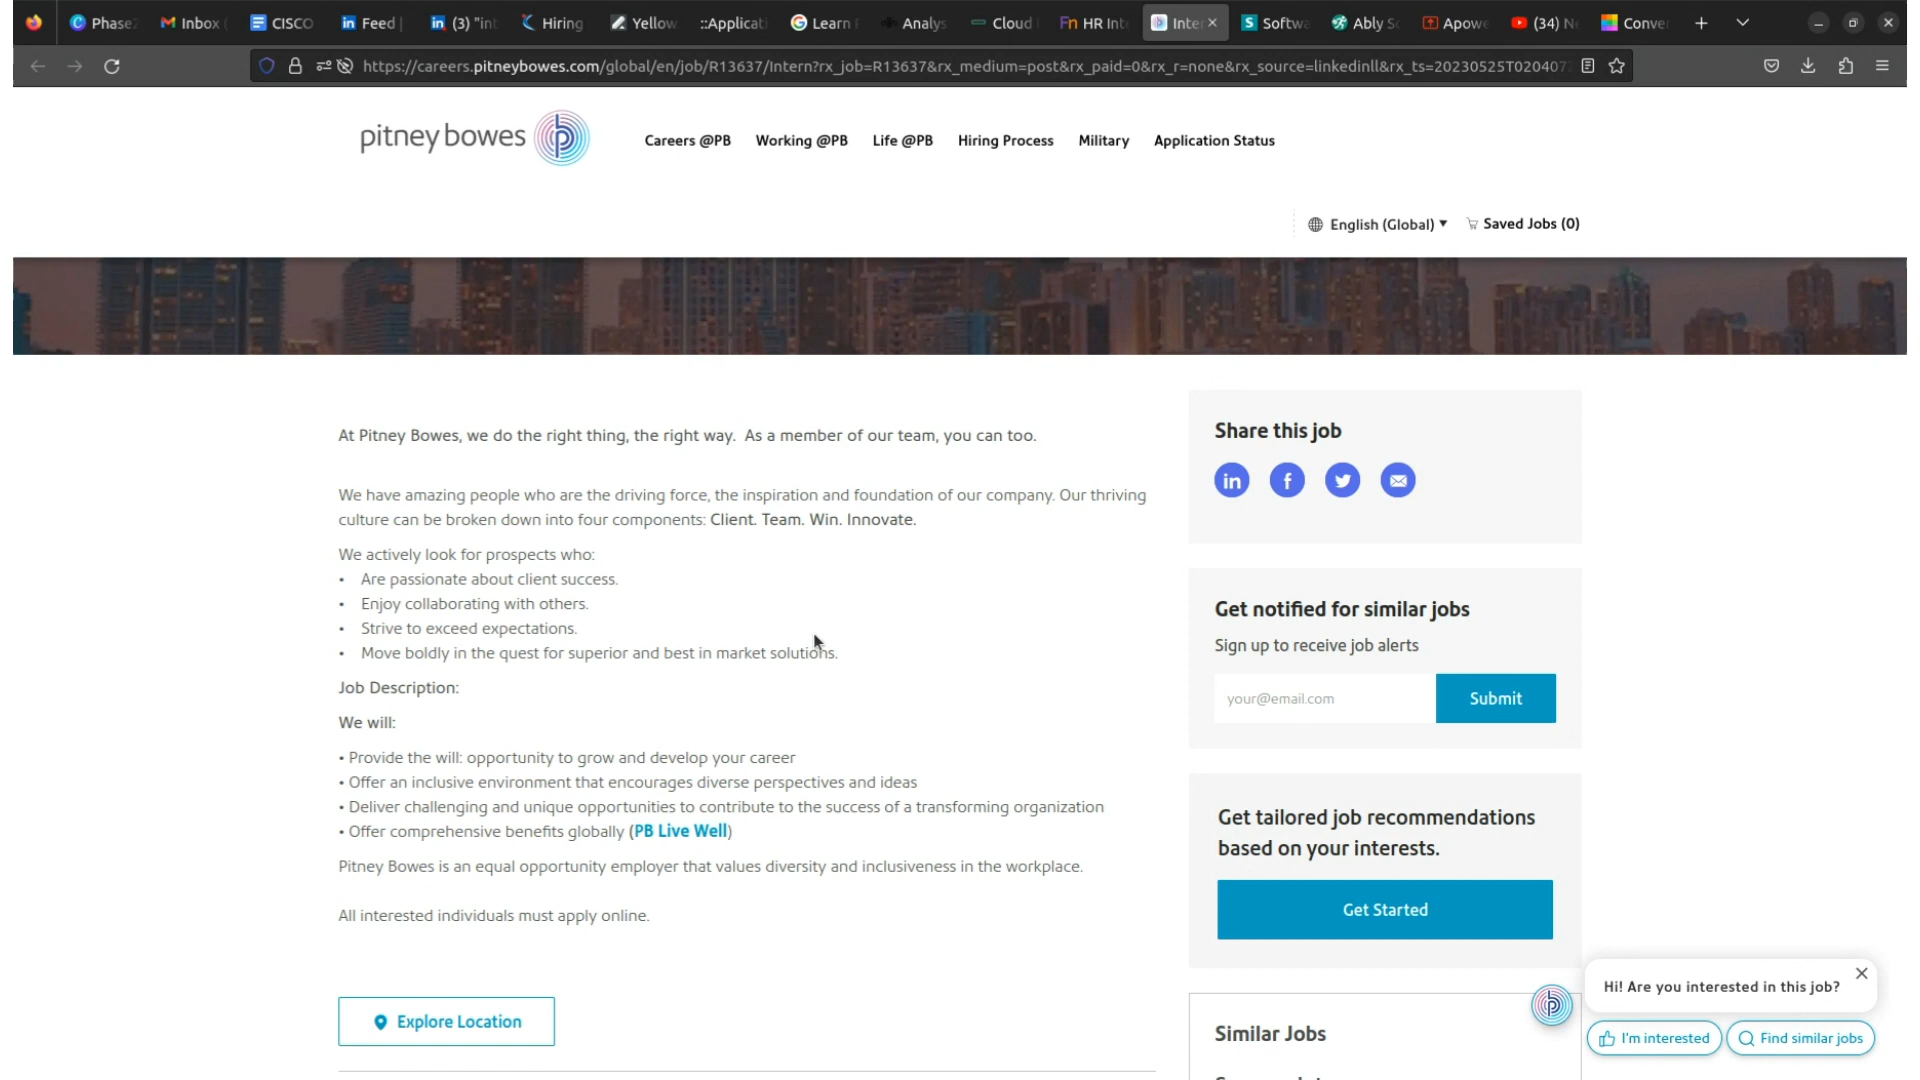 Phase
Inbox (
CISCO
Feed |
(3) "int
Hiring
Yellow
::Applicati
Learn
Analys
Cloud
HR Int
Inte
Softwa
Ably Sc
Apowe
(34) N
Conver
https://careers.pitneybowes.com/global/en/job/R13637/Intern?rx_job=R13637&rx_medium=post&rx_paid=0&rx_r=none&rx_source=linkedinll&rx_ts=20230525T020407
pitney bowes
Careers @PB
Working @PB
Life @PB
Hiring Process
Military
Application Status
English (Global)
Saved Jobs (0)
At Pitney Bowes, we do the right thing, the right way. As a member of our team, you can too.
We have amazing people who are the driving force, the inspiration and foundation of our company. Our thriving
culture can be broken down into four components: Client. Team. Win. Innovate.
We actively look for prospects who:
• Are passionate about client success.
• Enjoy collaborating with others.
• Strive to exceed expectations.
• Move boldly in the quest for superior and best in market solutions.
Job Description:
We will:
• Provide the will: opportunity to grow and develop your career
• Offer an inclusive environment that encourages diverse perspectives and ideas
• Deliver challenging and unique opportunities to contribute to the success of a transforming organization
• Offer comprehensive benefits globally (PB Live Well)
Pitney Bowes is an equal opportunity employer that values diversity and inclusiveness in the workplace.
All interested individuals must apply online.
Explore Location
Share this job
Get notified for similar jobs
Sign up to receive job alerts
your@email.com
Submit
Get tailored job recommendations
based on your interests.
Get Started
Similar Jobs
Hi! Are you interested in this job?
I'm interested
Find similar jobs